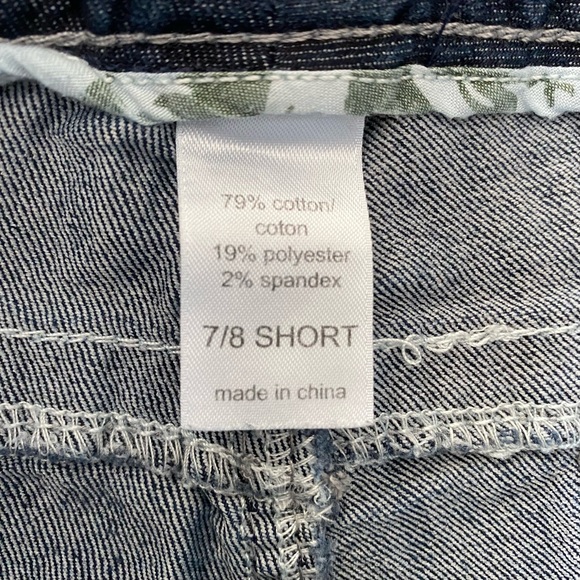 79% cotton/
coton
19% polyester
2% spandex
7/8 SHORT
made in china